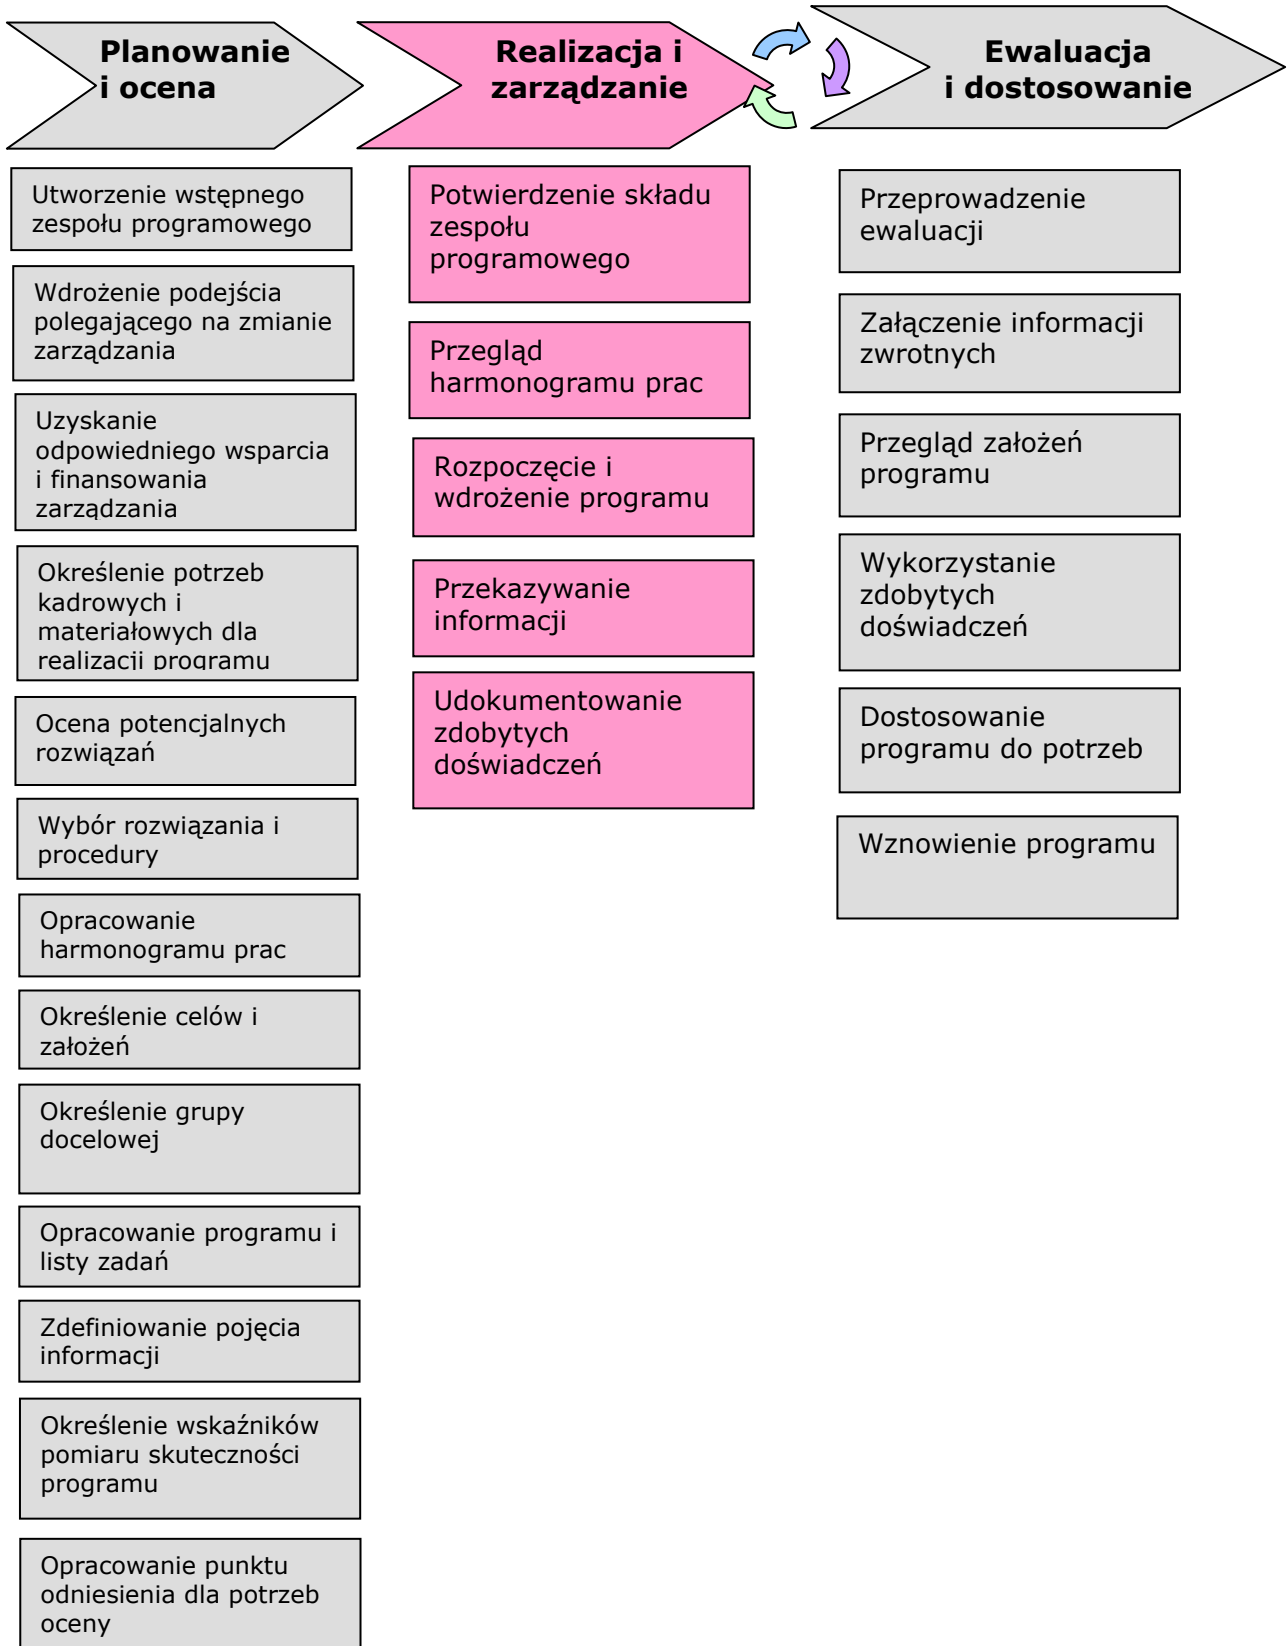 Planowanie
i ocena
Utworzenie wstępnego
zespołu programowego
Wdrożenie podejścia
polegającego na zmianie
zarządzania
Uzyskanie
odpowiedniego wsparcia
i finansowania
zarządzania
Określenie potrzeb
kadrowych i
materiałowych dla
realizacji programu
Ocena potencjalnych
rozwiązań
Wybór rozwiązania i
procedury
Opracowanie
harmonogramu prac
Określenie celów i
założeń
Określenie grupy
docelowej
Opracowanie programu i
listy zadań
Zdefiniowanie pojęcia
informacji
Określenie wskaźników
pomiaru skuteczności
programu
Opracowanie punktu
odniesienia dla potrzeb
oceny
Realizacja i
zarządzanie
Potwierdzenie składu
zespołu
programowego
Przegląd
harmonogramu prac
Rozpoczęcie i
wdrożenie programu
Przekazywanie
informacji
Udokumentowanie
zdobytych
doświadczeń
Ewaluacja
i dostosowanie
Przeprowadzenie
ewaluacji
Załączenie informacji
zwrotnych
Przegląd założeń
programu
Wykorzystanie
zdobytych
doświadczeń
Dostosowanie
programu do potrzeb
Wznowienie programu